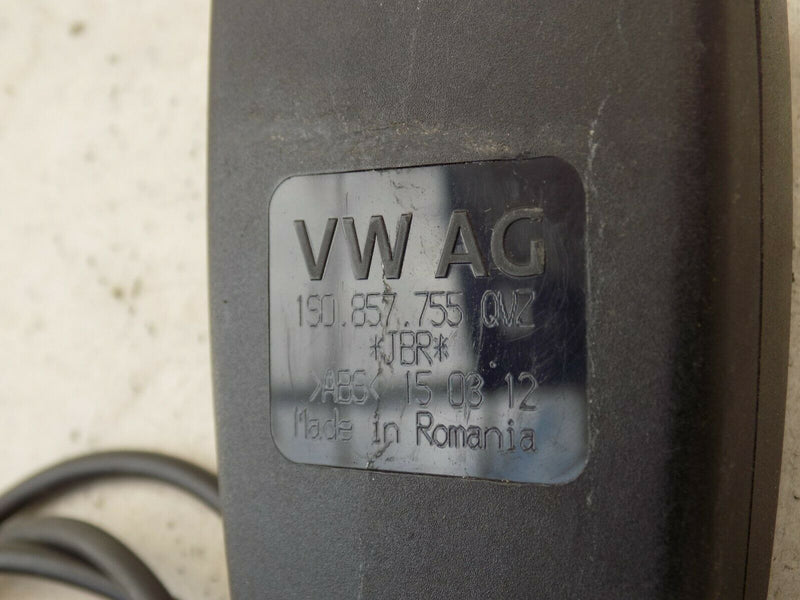 VW AG
1S0.857.755 QVZ
*JBR*
>ABS< 15 03 12
Made in Romania